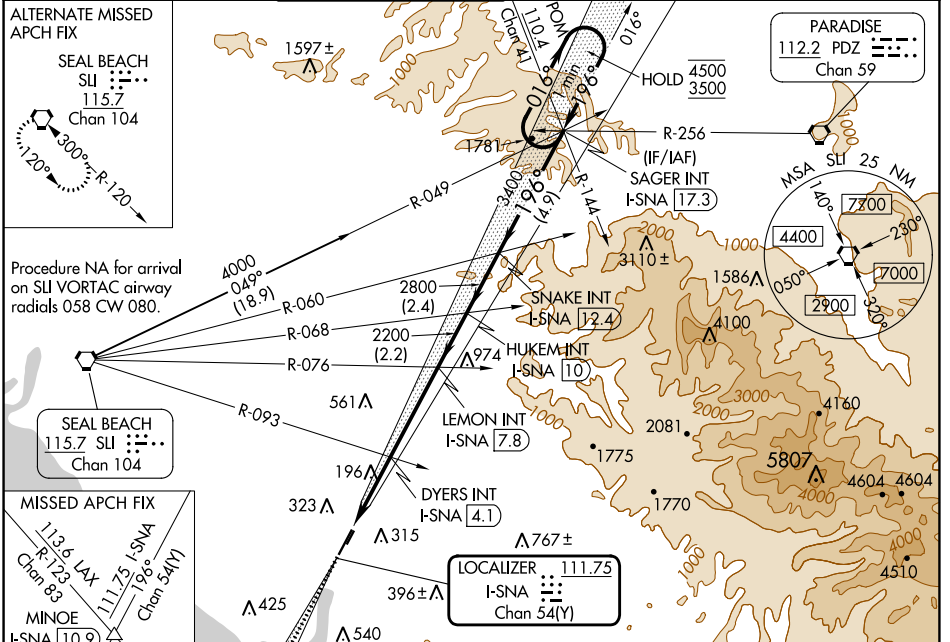 ALTERNATE MISSED
APCH FIX
SEAL BEACH
SLI
115.7
Chan 104
300°
120°
R-120
Procedure NA for arrival
on SLI VORTAC airway
radials 058 CW 080.
1597 ±
1000
POM
110.4
Chan 41
016°
016°
1 min
196°
HOLD
4500
3500
PARADISE
112.2 PDZ
Chan 59
1000
R-256
(IF/IAF)
SAGER INT
I-SNA 17.3
1781
R-144
3400
196°
(4.9)
R-049
4000
049°
(18.9)
MSA SLI 25 NM
140°
7700
230°
4400
050°
7000
2900
320°
2000
1000
3110 ±
1586
R-060
2800
(2.4)
SNAKE INT
I-SNA 12.4
R-068
2200
(2.2)
HUKEM INT
I-SNA 10
4100
R-076
974
R-093
561
LEMON INT
I-SNA 7.8
1000
3000
2000
4160
2081
1775
SEAL BEACH
115.7 SLI
Chan 104
196
5807
4000
4604
4604
DYERS INT
I-SNA 4.1
1770
323
315
767 ±
4000
4510
1000
MISSED APCH FIX
113.6 LAX
R-123
Chan 83
111.75 I-SNA
196°
Chan 54(Y)
MINOE
I-SNA 10.9
LOCALIZER 111.75
I-SNA
Chan 54(Y)
396 ±
425
540